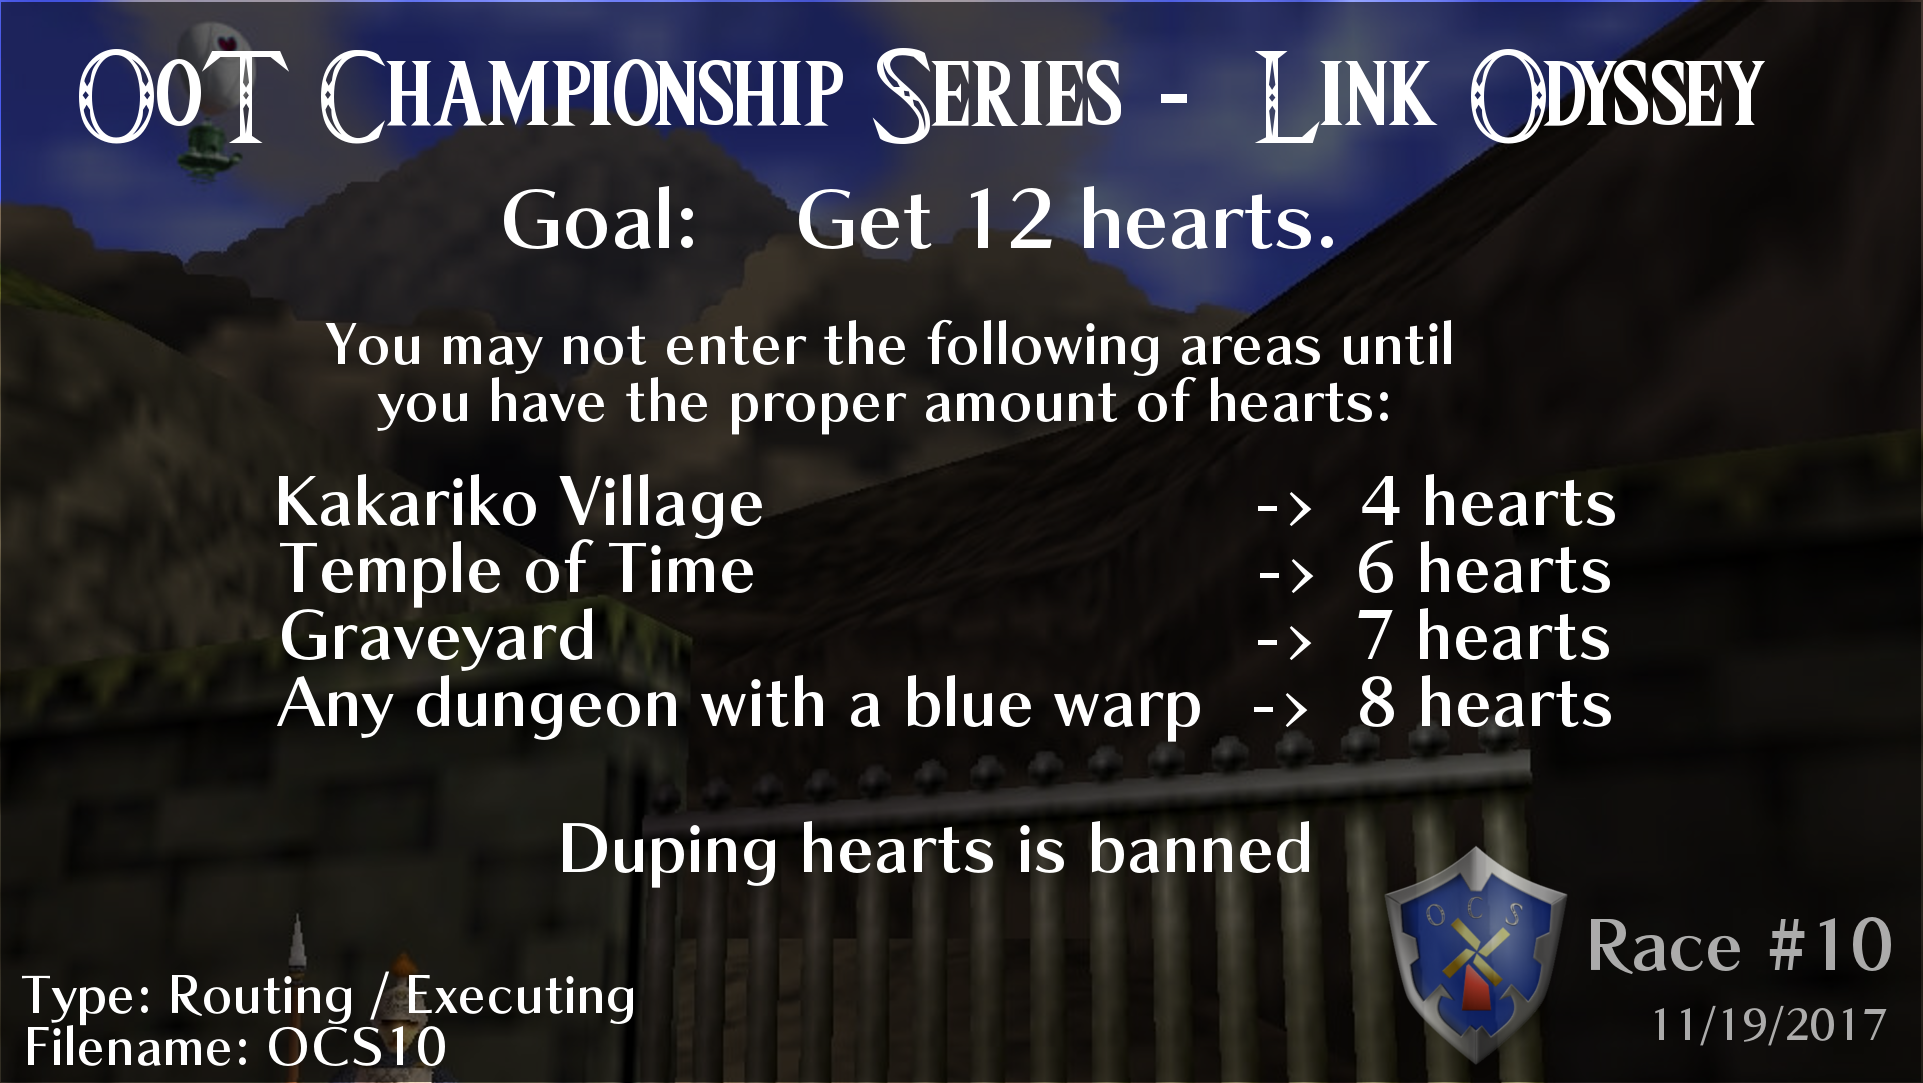 OoT Championship Series - Link Odyssey
Goal: Get 12 hearts.
You may not enter the following areas until
you have the proper amount of hearts:
Kakariko Village -> 4 hearts
Temple of Time -> 6 hearts
Graveyard -> 7 hearts
Any dungeon with a blue warp -> 8 hearts
Duping hearts is banned
OCS
Race #10
11/19/2017
Type: Routing / Executing
Filename: OCS10